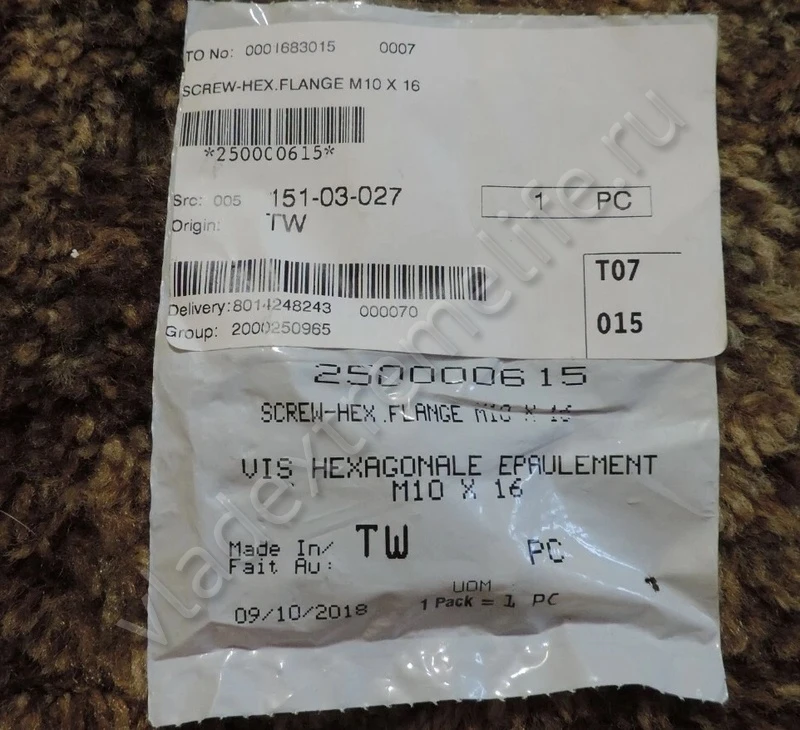 TO No: 0001683015 0007
SCREW-HEX.FLANGE M10 X 16
*250000615*
Src: 005 151-03-027
1 PC
Origin: TW
T07
Delivery:8014248243 000070
015
Group: 2000250965
250000615
SCREW-HEX.FLANGE M10 X 16
VIS HEXAGONALE EPAULEMENT
M10 X 16
Made In/ TW
Fait Au:
PC
UOM
09/10/2018 1 Pack = 1 PC
vladextremelife.ru